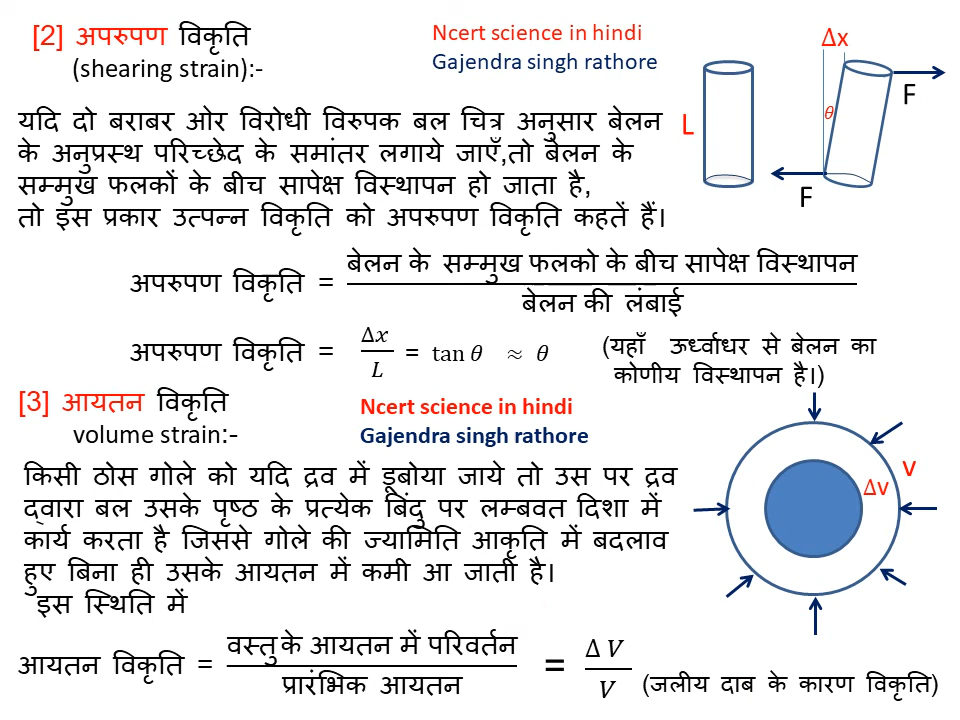 [2] अपरुपण विकृति
(shearing strain):-
Ncert science in hindi
Gajendra singh rathore
Δx
F
L
θ
F
यदि दो बराबर ओर विरोधी विरुपक बल चित्र अनुसार बेलन
के अनुप्रस्थ परिच्छेद के समांतर लगाये जाएँ,तो बेलन के
सम्मुख फलकों के बीच सापेक्ष विस्थापन हो जाता है,
तो इस प्रकार उत्पन्न विकृति को अपरुपण विकृति कहतें हैं।
अपरुपण विकृति = बेलन के सम्मुख फलको के बीच सापेक्ष विस्थापन
बेलन की लंबाई
अपरुपण विकृति = Δx / L = tan θ ≈ θ
(यहाँ ऊर्ध्वाधर से बेलन का
कोणीय विस्थापन है।)
[3] आयतन विकृति
volume strain:-
Ncert science in hindi
Gajendra singh rathore
किसी ठोस गोले को यदि द्रव में डूबोया जाये तो उस पर द्रव
द्वारा बल उसके पृष्ठ के प्रत्येक बिंदु पर लम्बवत दिशा में
कार्य करता है जिससे गोले की ज्यामिति आकृति में बदलाव
हुए बिना ही उसके आयतन में कमी आ जाती है।
इस स्थिति में
v
Δv
आयतन विकृति = वस्तु के आयतन में परिवर्तन
प्रारंभिक आयतन
= Δ V / V
(जलीय दाब के कारण विकृति)